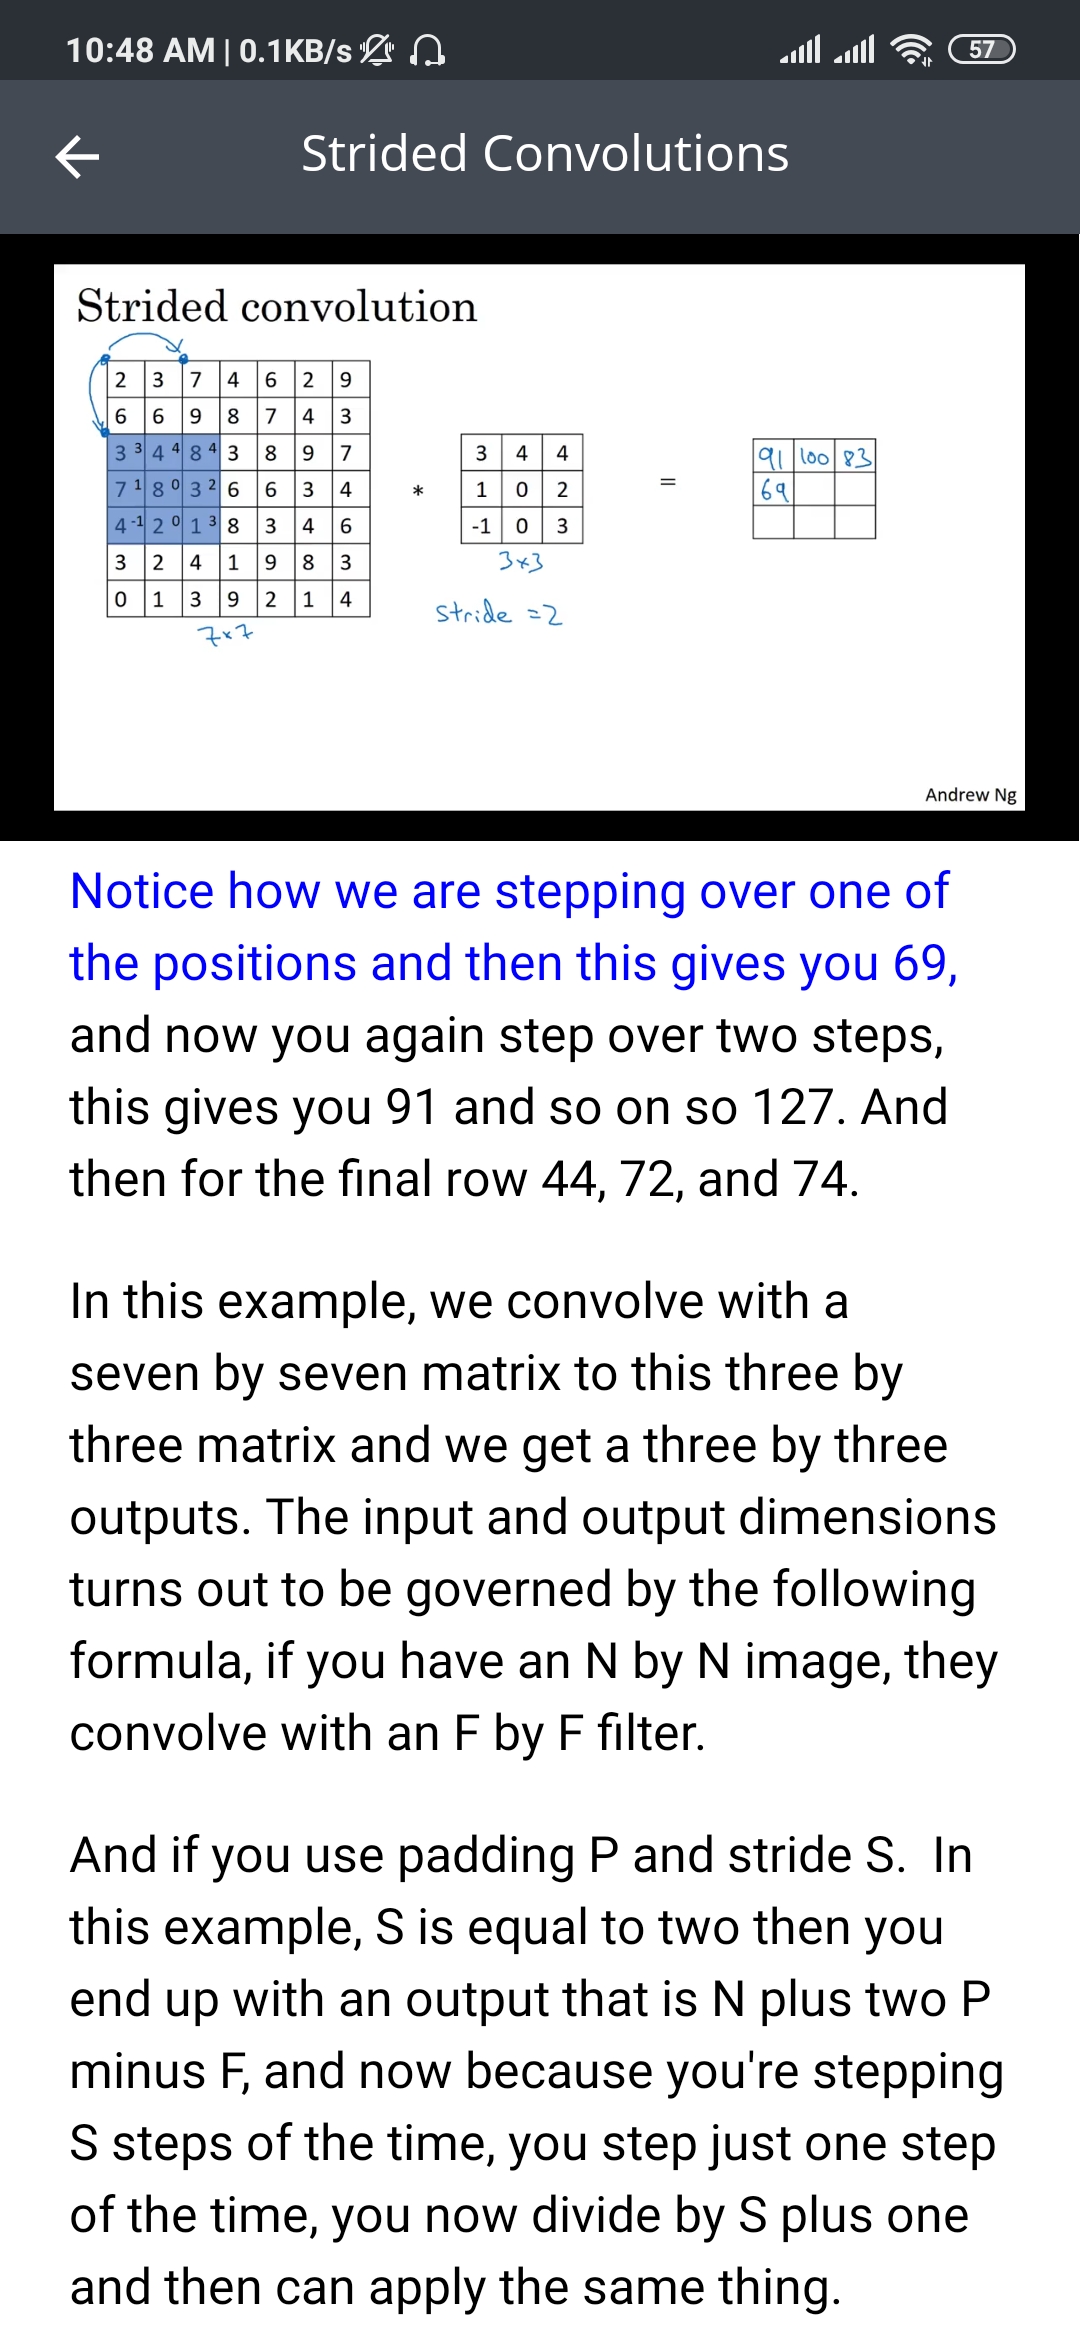 10:48 AM | 0.1KB/s 57
Strided Convolutions
Strided convolution
2 3 7 4 6 2 9
6 6 9 8 7 4 3
3 3 4 4 8 4 3 8 9 7
7 1 8 0 3 2 6 6 3 4
4 -1 2 0 1 3 8 3 4 6
3 2 4 1 9 8 3
0 1 3 9 2 1 4
7x7
*
3 4 4
1 0 2
-1 0 3
3x3
stride =2
=
91 100 83
69
Andrew Ng
Notice how we are stepping over one of
the positions and then this gives you 69,
and now you again step over two steps,
this gives you 91 and so on so 127. And
then for the final row 44, 72, and 74.
In this example, we convolve with a
seven by seven matrix to this three by
three matrix and we get a three by three
outputs. The input and output dimensions
turns out to be governed by the following
formula, if you have an N by N image, they
convolve with an F by F filter.
And if you use padding P and stride S.  In
this example, S is equal to two then you
end up with an output that is N plus two P
minus F, and now because you're stepping
S steps of the time, you step just one step
of the time, you now divide by S plus one
and then can apply the same thing.